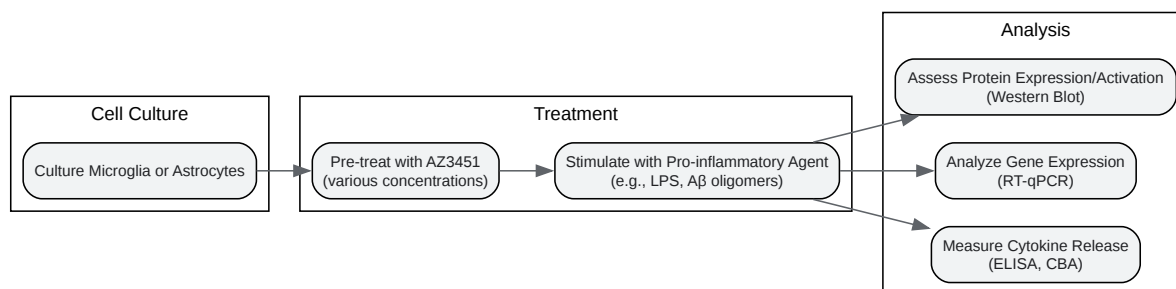 Cell Culture
Culture Microglia or Astrocytes
Treatment
Pre-treat with AZ3451
(various concentrations)
Stimulate with Pro-inflammatory Agent
(e.g., LPS, Aβ oligomers)
Analysis
Assess Protein Expression/Activation
(Western Blot)
Analyze Gene Expression
(RT-qPCR)
Measure Cytokine Release
(ELISA, CBA)